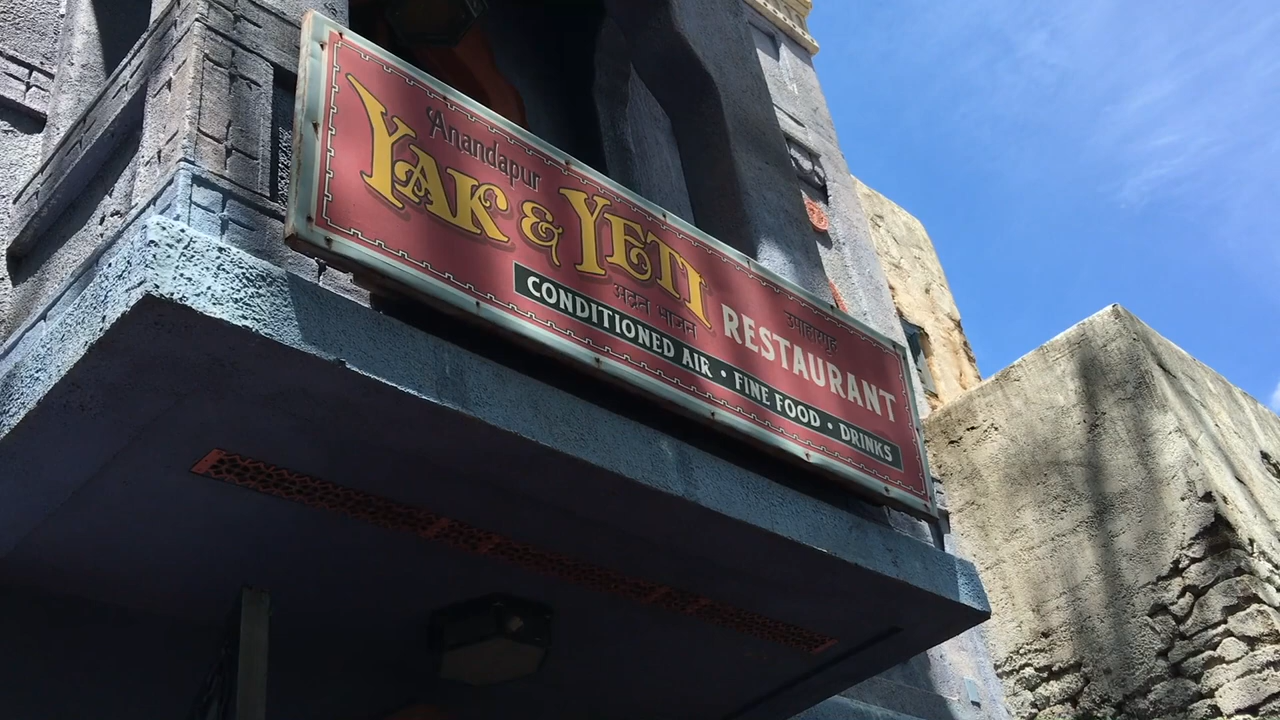 Anandapur
YAK & YETI
RESTAURANT
CONDITIONED AIR • FINE FOOD • DRINKS